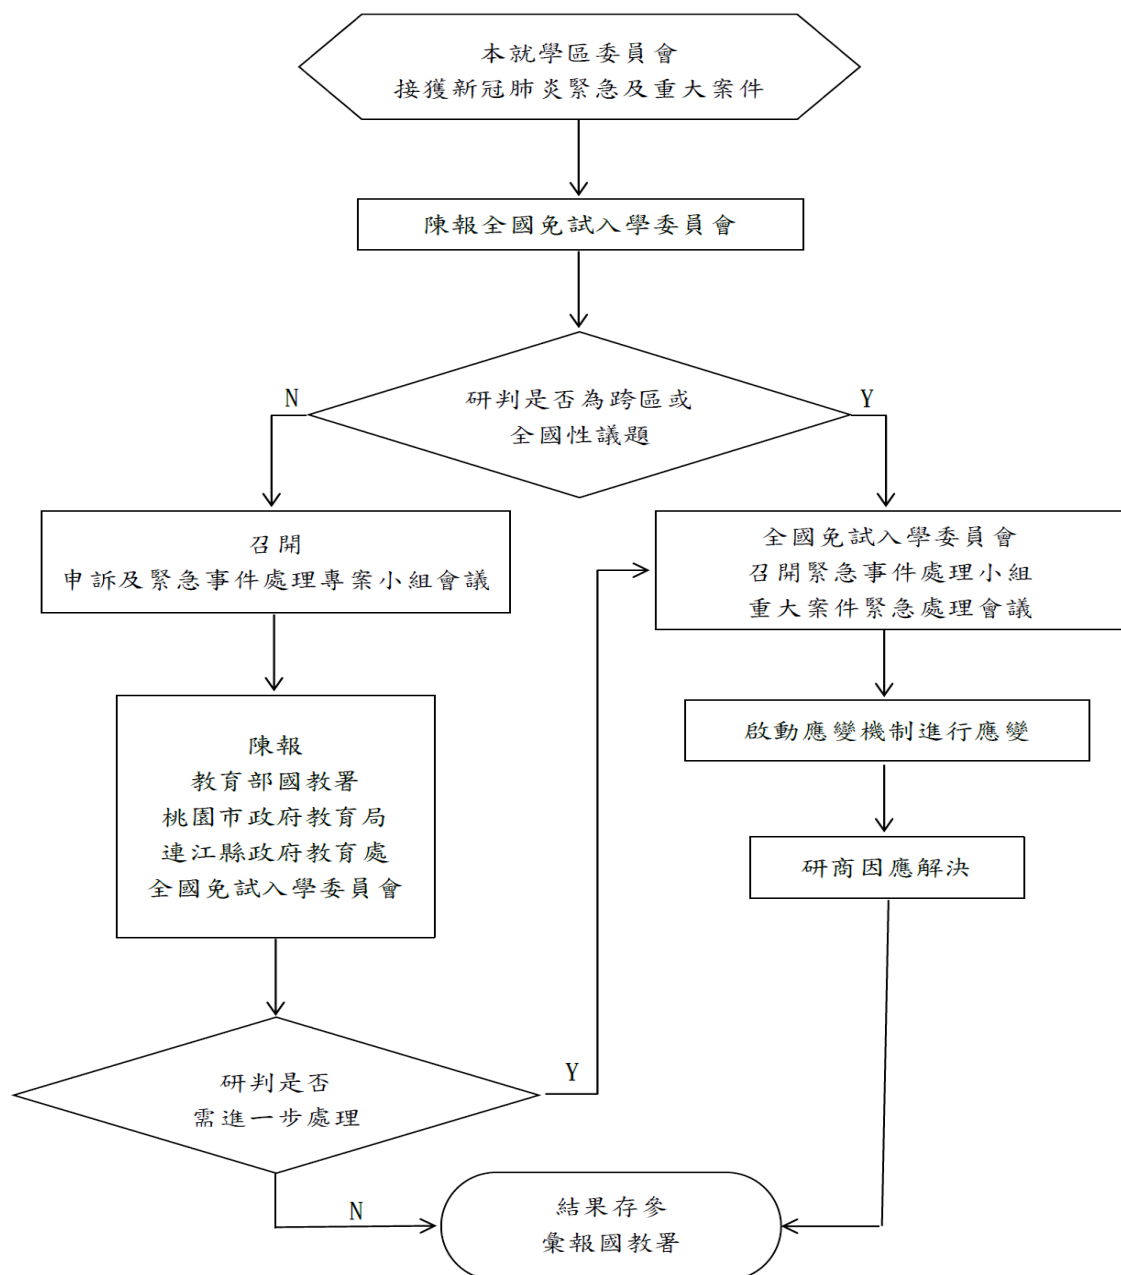 本就學區委員會
接獲新冠肺炎緊急及重大案件
陳報全國免試入學委員會
研判是否為跨區或
全國性議題
N
Y
召開
申訴及緊急事件處理專案小組會議
全國免試入學委員會
召開緊急事件處理小組
重大案件緊急處理會議
陳報
教育部國教署
桃園市政府教育局
連江縣政府教育處
全國免試入學委員會
啟動應變機制進行應變
研商因應解決
研判是否
需進一步處理
Y
N
結果存參
彙報國教署